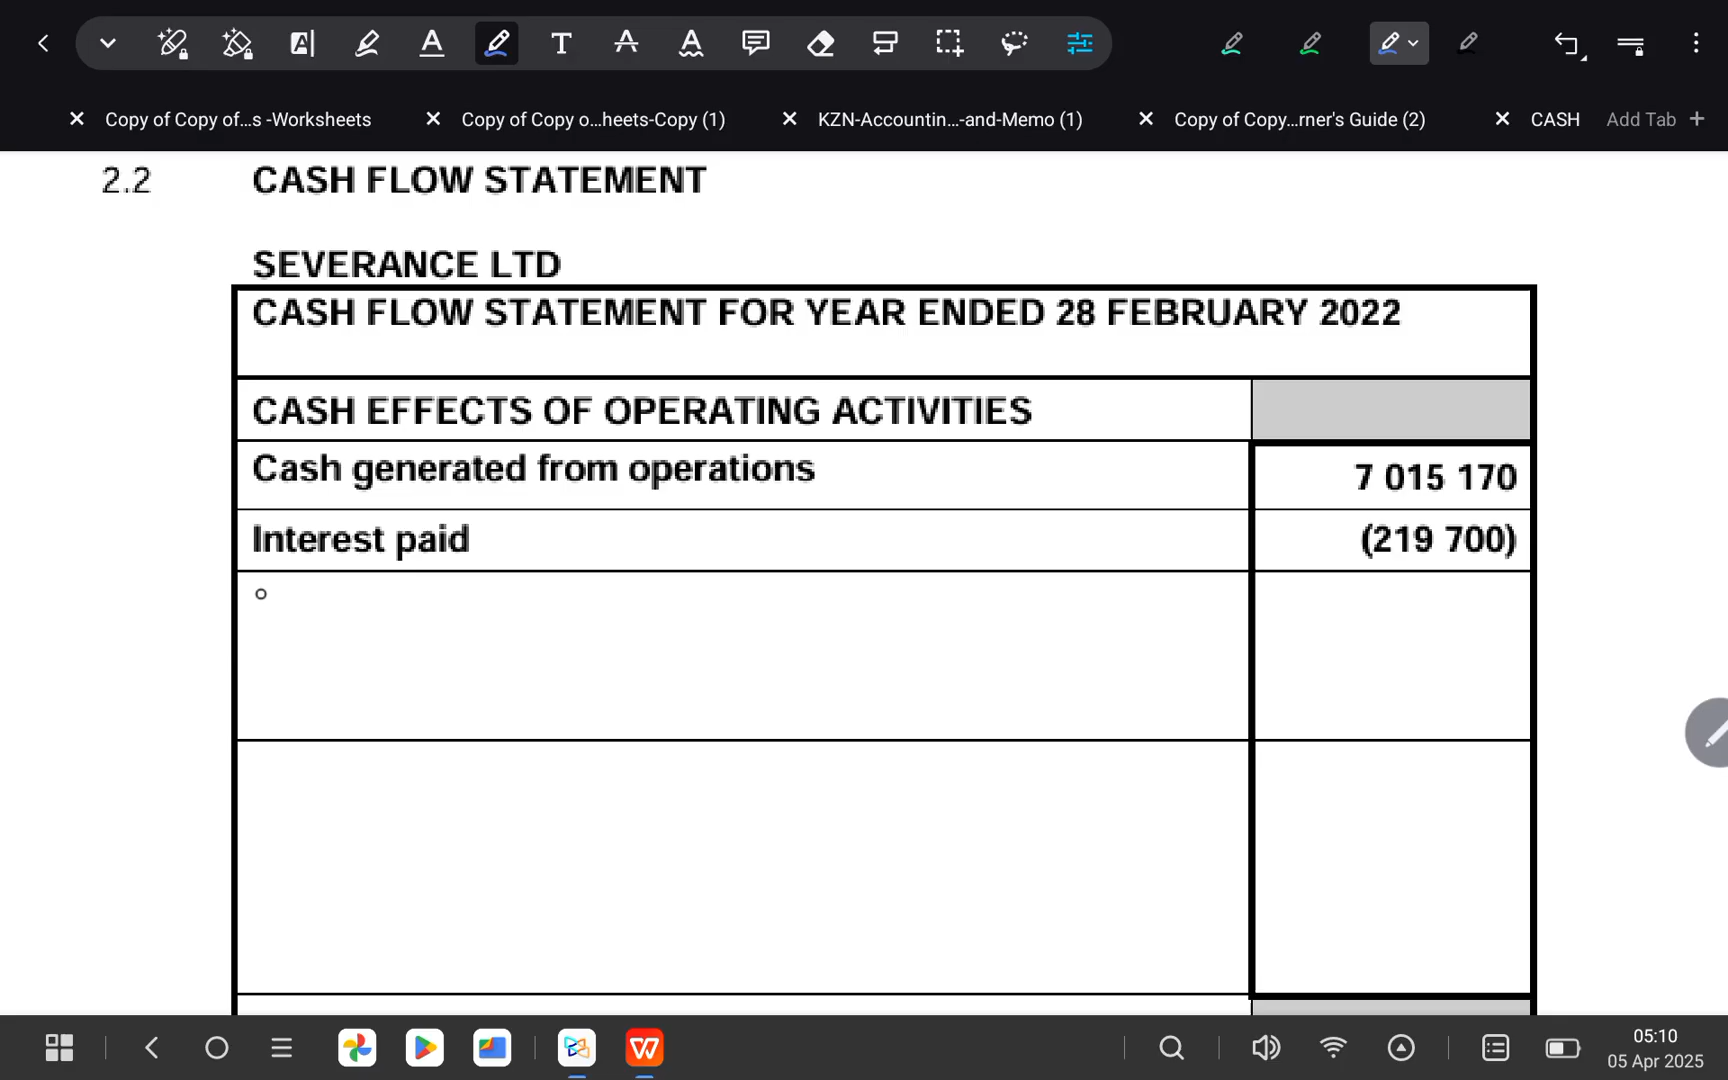 Copy of Copy of...s -Worksheets
Copy of Copy o...heets-Copy (1)
KZN-Accountin...-and-Memo (1)
Copy of Copy...rner's Guide (2)
CASH
Add Tab +
2.2 CASH FLOW STATEMENT
SEVERANCE LTD
CASH FLOW STATEMENT FOR YEAR ENDED 28 FEBRUARY 2022
CASH EFFECTS OF OPERATING ACTIVITIES
Cash generated from operations 7 015 170
Interest paid (219 700)
05:10
05 Apr 2025